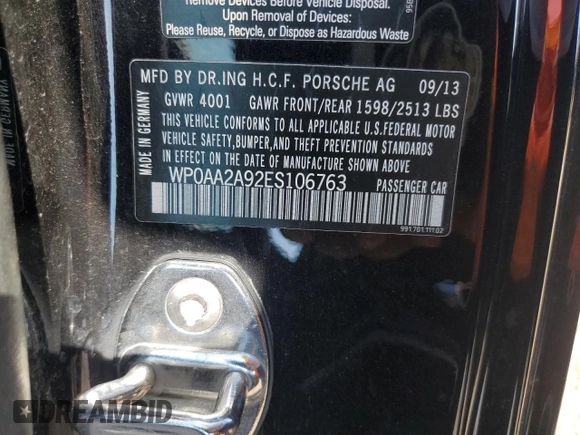 Remove Devices Before Vehicle Disposal.
Upon Removal of Devices:
Please Reuse, Recycle, or Dispose as Hazardous Waste
MFD BY DR.ING H.C.F. PORSCHE AG 09/13
GVWR 4001 GAWR FRONT/REAR 1598/2513 LBS
THIS VEHICLE CONFORMS TO ALL APPLICABLE U.S.FEDERAL MOTOR
VEHICLE SAFETY,BUMPER,AND THEFT PREVENTION STANDARDS
IN EFFECT ON THE DATE OF MANUFACTURE SHOWN ABOVE
WP0AA2A92ES106763 PASSENGER CAR
991.701.111.02
MADE IN GERMANY
DREAMBID